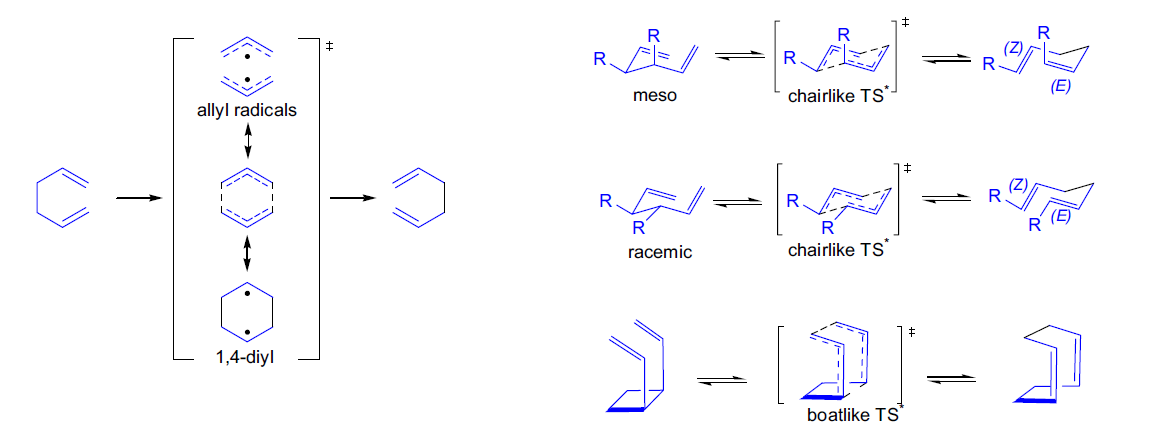 ‡
allyl radicals
1,4-diyl
R
R
meso
‡
R
R
chairlike TS*
R
(Z)
R
(E)
R
R
racemic
‡
R
R
chairlike TS*
(Z)
R
R
(E)
‡
boatlike TS*